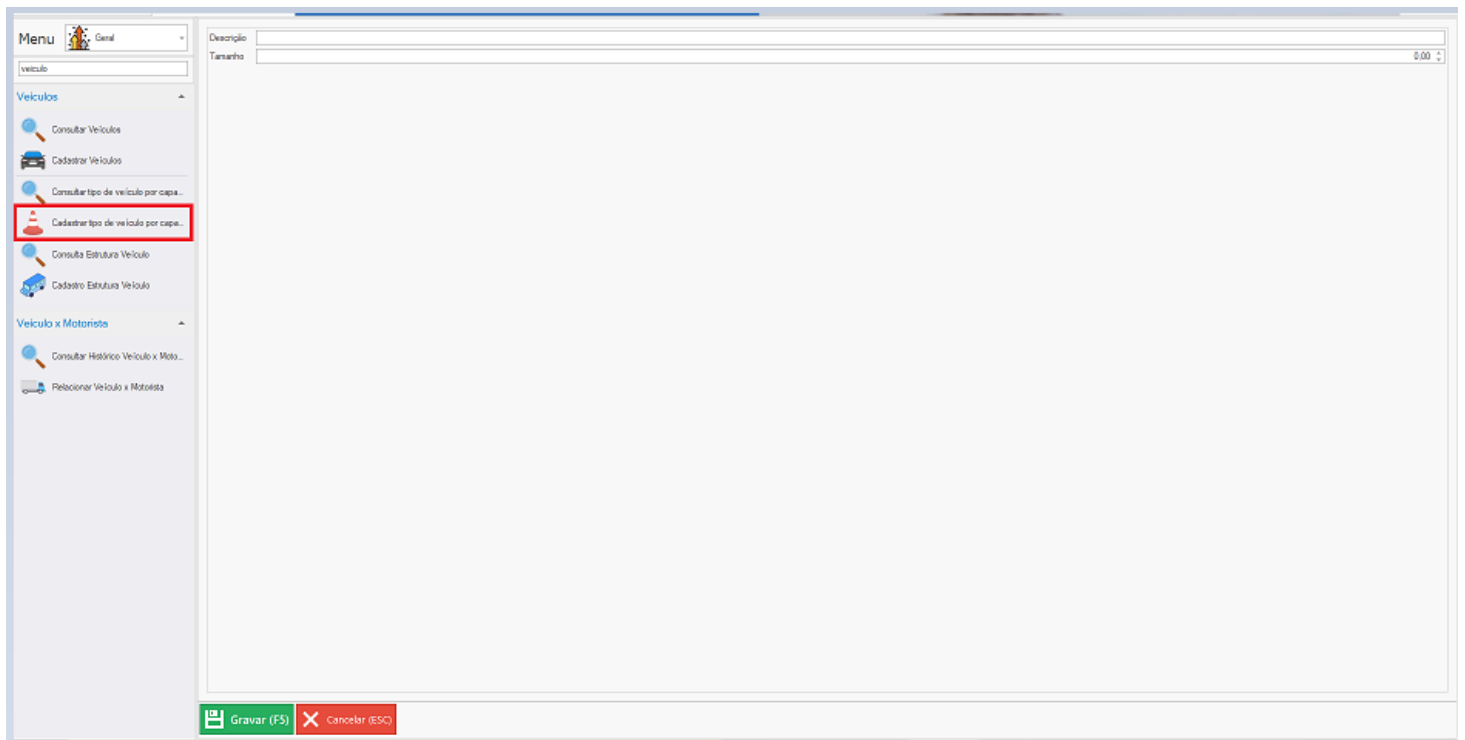 Menu
Geral
veiculo
Veículos
Consultar Veículos
Cadastrar Veículos
Consultar tipo de veículo por capa...
Cadastrar tipo de veículo por capa...
Consulta Estrutura Veículo
Cadastro Estrutura Veículo
Veículo x Motorista
Consultar Histórico Veículo x Moto...
Relacionar Veículo x Motorista
Descrição
Tamanho
0,00
Gravar (F5)
Cancelar (ESC)